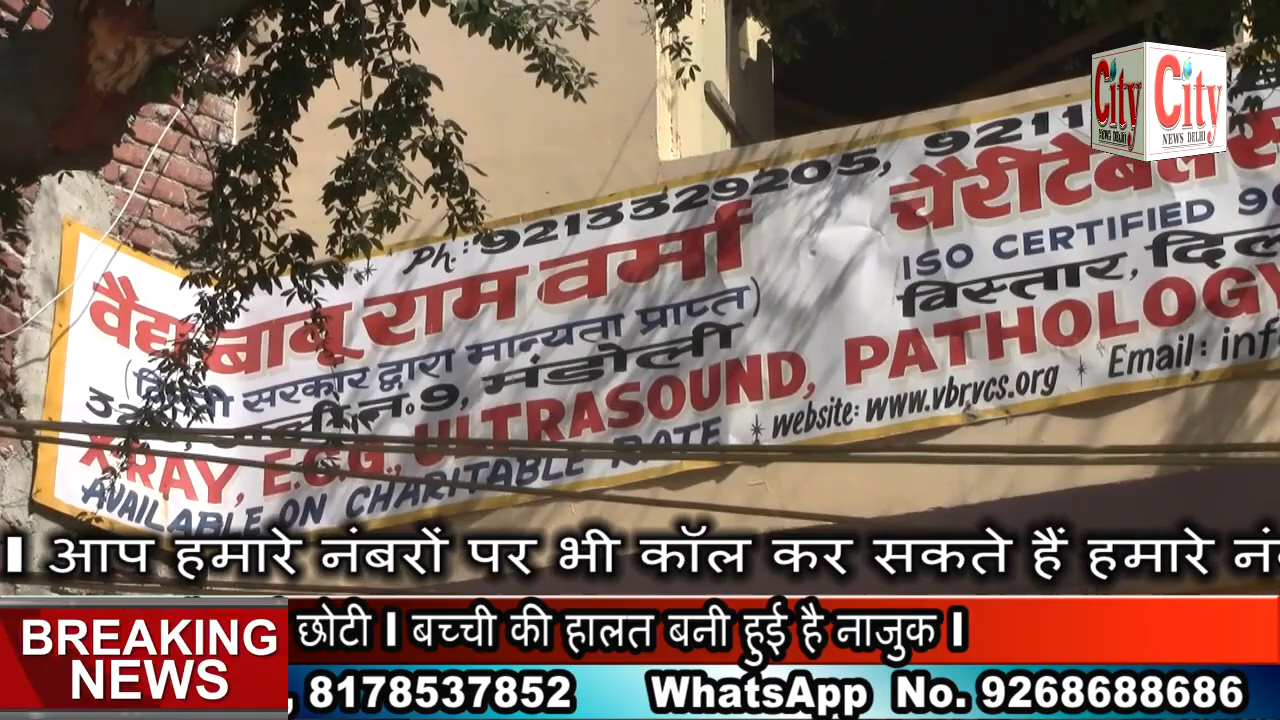 City
NEWS DELHI
City
NEWS DELHI
Ph.: 9213329205, 9211
वैद्य बाबू राम वर्मा चैरीटेबल
सरकार द्वारा मान्यता प्राप्त) ISO CERTIFIED
नं. 9, मंडोली विस्तार,
X-RAY, E.C.G., ULTRASOUND, PATHOLOGY
AVAILABLE ON CHARITABLE RATE * website: www.vbrvcs.org * Email:
। आप हमारे नंबरों पर भी कॉल कर सकते हैं हमारे
BREAKING
NEWS
छोटी । बच्ची की हालत बनी हुई है नाजुक ।
, 8178537852 WhatsApp No. 9268688686